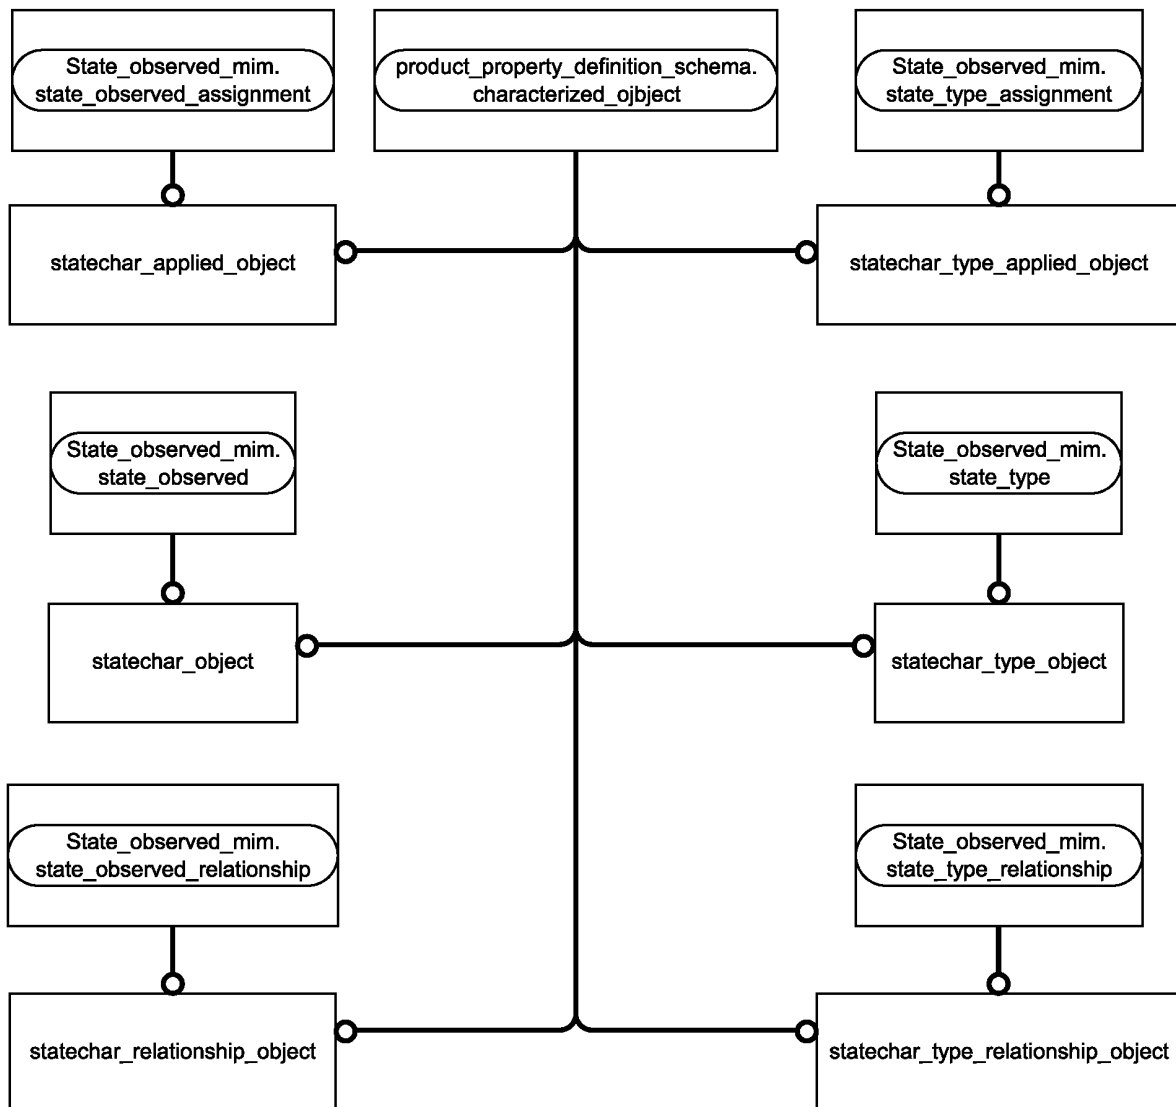 State_observed_mim.
state_observed_assignment
product_property_definition_schema.
characterized_ojbject
State_observed_mim.
state_type_assignment
statechar_applied_object
statechar_type_applied_object
State_observed_mim.
state_observed
State_observed_mim.
state_type
statechar_object
statechar_type_object
State_observed_mim.
state_observed_relationship
State_observed_mim.
state_type_relationship
statechar_relationship_object
statechar_type_relationship_object